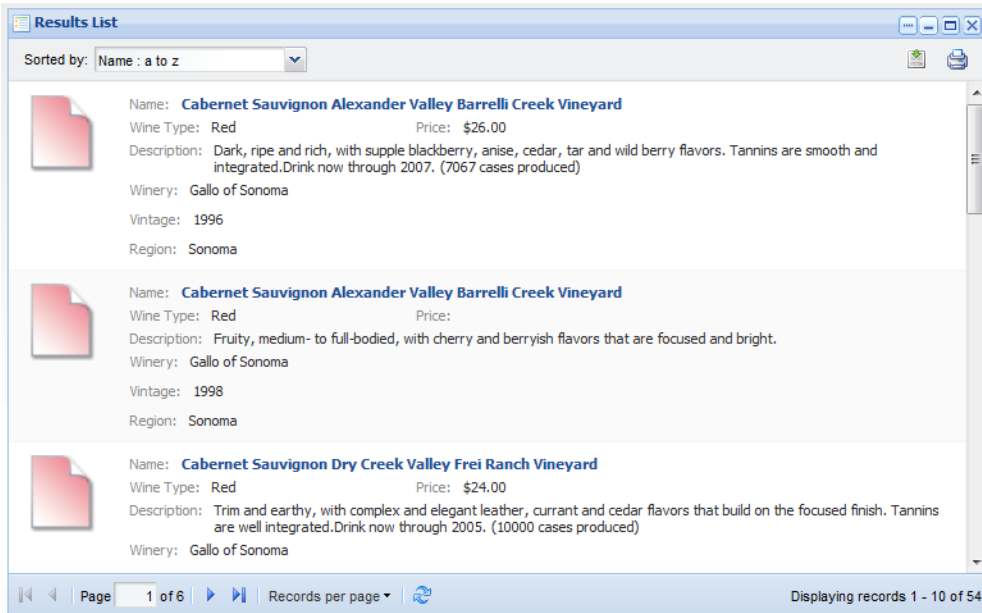 Results List
Sorted by: Name : a to z
Name: Cabernet Sauvignon Alexander Valley Barrelli Creek Vineyard
Wine Type: Red Price: $26.00
Description: Dark, ripe and rich, with supple blackberry, anise, cedar, tar and wild berry flavors. Tannins are smooth and
integrated.Drink now through 2007. (7067 cases produced)
Winery: Gallo of Sonoma
Vintage: 1996
Region: Sonoma
Name: Cabernet Sauvignon Alexander Valley Barrelli Creek Vineyard
Wine Type: Red Price:
Description: Fruity, medium- to full-bodied, with cherry and berryish flavors that are focused and bright.
Winery: Gallo of Sonoma
Vintage: 1998
Region: Sonoma
Name: Cabernet Sauvignon Dry Creek Valley Frei Ranch Vineyard
Wine Type: Red Price: $24.00
Description: Trim and earthy, with complex and elegant leather, currant and cedar flavors that build on the focused finish. Tannins
are well integrated.Drink now through 2005. (10000 cases produced)
Winery: Gallo of Sonoma
Page 1 of 6 Records per page Displaying records 1 - 10 of 54